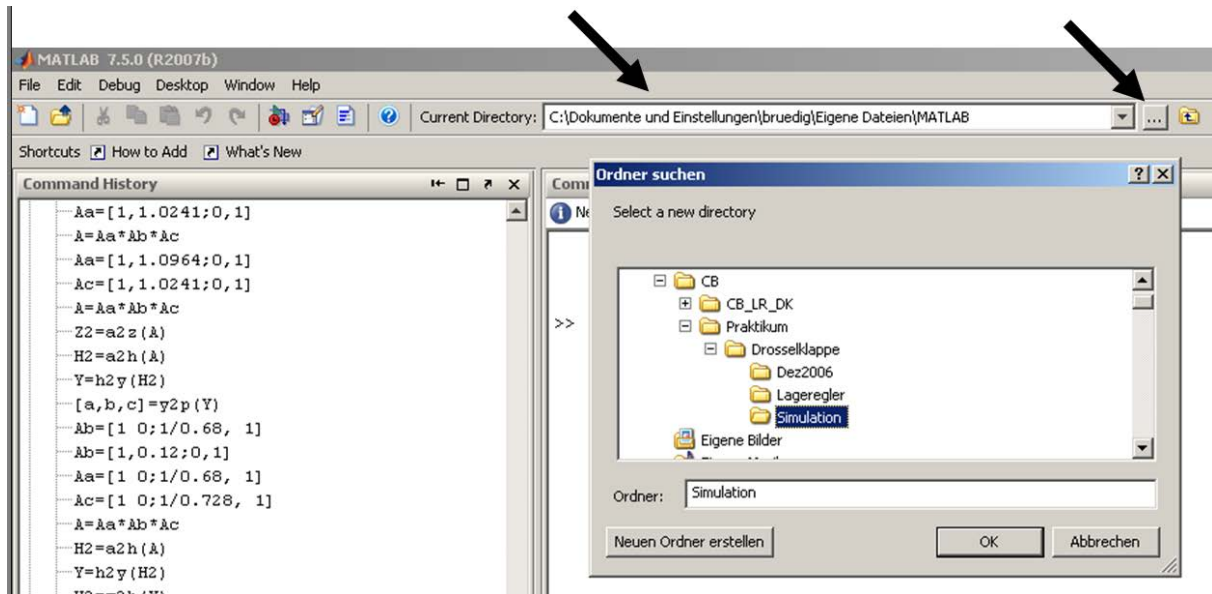 MATLAB 7.5.0 (R2007b)
File Edit Debug Desktop Window Help
Current Directory: C:\Dokumente und Einstellungen\bruedig\Eigene Dateien\MATLAB ...
Shortcuts How to Add What's New
Command History
Aa=[1,1.0241;0,1]
A=Aa*Ab*Ac
Aa=[1,1.0964;0,1]
Ac=[1,1.0241;0,1]
A=Aa*Ab*Ac
Z2=a2z(A)
H2=a2h(A)
Y=h2y(H2)
[a,b,c]=y2p(Y)
Ab=[1 0;1/0.68, 1]
Ab=[1,0.12;0,1]
Aa=[1 0;1/0.68, 1]
Ac=[1 0;1/0.728, 1]
A=Aa*Ab*Ac
H2=a2h(A)
Y=h2y(H2)
>>
Ordner suchen
Select a new directory
CB
CB_LR_DK
Praktikum
Drosselklappe
Dez2006
Lageregler
Simulation
Eigene Bilder
Ordner: Simulation
Neuen Ordner erstellen OK Abbrechen